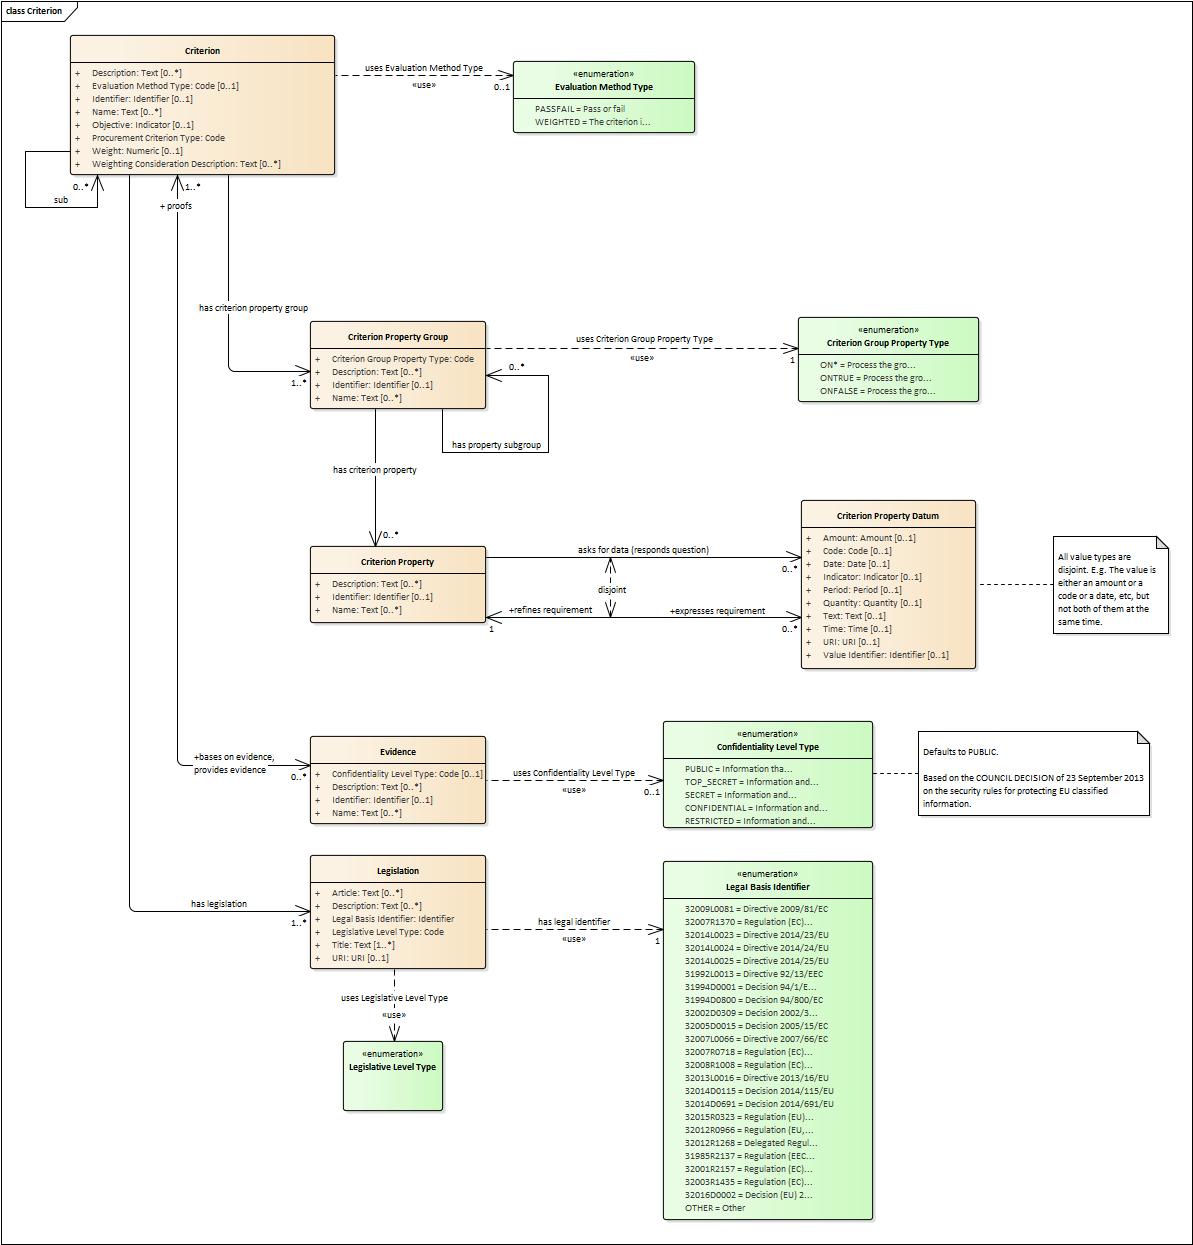 class Criterion
Criterion
+ Description: Text [0..*]
+ Evaluation Method Type: Code [0..1]
+ Identifier: Identifier [0..1]
+ Name: Text [0..*]
+ Objective: Indicator [0..1]
+ Procurement Criterion Type: Code
+ Weight: Numeric [0..1]
+ Weighting Consideration Description: Text [0..*]
uses Evaluation Method Type
«use»
0..1
«enumeration»
Evaluation Method Type
PASSFAIL = Pass or fail
WEIGHTED = The criterion i...
0..*
sub
1..*
+ proofs
has criterion property group
1..*
Criterion Property Group
+ Criterion Group Property Type: Code
+ Description: Text [0..*]
+ Identifier: Identifier [0..1]
+ Name: Text [0..*]
uses Criterion Group Property Type
«use»
1
«enumeration»
Criterion Group Property Type
ON* = Process the gro...
ONTRUE = Process the gro...
ONFALSE = Process the gro...
0..*
has property subgroup
has criterion property
0..*
Criterion Property
+ Description: Text [0..*]
+ Identifier: Identifier [0..1]
+ Name: Text [0..*]
asks for data (responds question)
0..*
disjoint
+refines requirement
+expresses requirement
1
0..*
Criterion Property Datum
+ Amount: Amount [0..1]
+ Code: Code [0..1]
+ Date: Date [0..1]
+ Indicator: Indicator [0..1]
+ Period: Period [0..1]
+ Quantity: Quantity [0..1]
+ Text: Text [0..1]
+ Time: Time [0..1]
+ URI: URI [0..1]
+ Value Identifier: Identifier [0..1]
All value types are
disjoint. E.g. The value is
either an amount or a
code or a date, etc, but
not both of them at the
same time.
+bases on evidence,
provides evidence
0..*
Evidence
+ Confidentiality Level Type: Code [0..1]
+ Description: Text [0..*]
+ Identifier: Identifier [0..1]
+ Name: Text [0..*]
uses Confidentiality Level Type
«use»
0..1
«enumeration»
Confidentiality Level Type
PUBLIC = Information tha...
TOP_SECRET = Information and...
SECRET = Information and...
CONFIDENTIAL = Information and...
RESTRICTED = Information and...
Defaults to PUBLIC.
Based on the COUNCIL DECISION of 23 September 2013
on the security rules for protecting EU classified
information.
has legislation
1..*
Legislation
+ Article: Text [0..*]
+ Description: Text [0..*]
+ Legal Basis Identifier: Identifier
+ Legislative Level Type: Code
+ Title: Text [1..*]
+ URI: URI [0..1]
has legal identifier
«use»
1
«enumeration»
Legal Basis Identifier
32009L0081 = Directive 2009/81/EC
32007R1370 = Regulation (EC)...
32014L0023 = Directive 2014/23/EU
32014L0024 = Directive 2014/24/EU
32014L0025 = Directive 2014/25/EU
31992L0013 = Directive 92/13/EEC
31994D0001 = Decision 94/1/E...
31994D0800 = Decision 94/800/EC
32002D0309 = Decision 2002/3...
32005D0015 = Decision 2005/15/EC
32007L0066 = Directive 2007/66/EC
32007R0718 = Regulation (EC)...
32008R1008 = Regulation (EC)...
32013L0016 = Directive 2013/16/EU
32014D0115 = Decision 2014/115/EU
32014D0691 = Decision 2014/691/EU
32015R0323 = Regulation (EU)...
32012R0966 = Regulation (EU,...
32012R1268 = Delegated Regul...
31985R2137 = Regulation (EEC...
32001R2157 = Regulation (EC)...
32003R1435 = Regulation (EC)...
32016D0002 = Decision (EU) 2...
OTHER = Other
uses Legislative Level Type
«use»
«enumeration»
Legislative Level Type